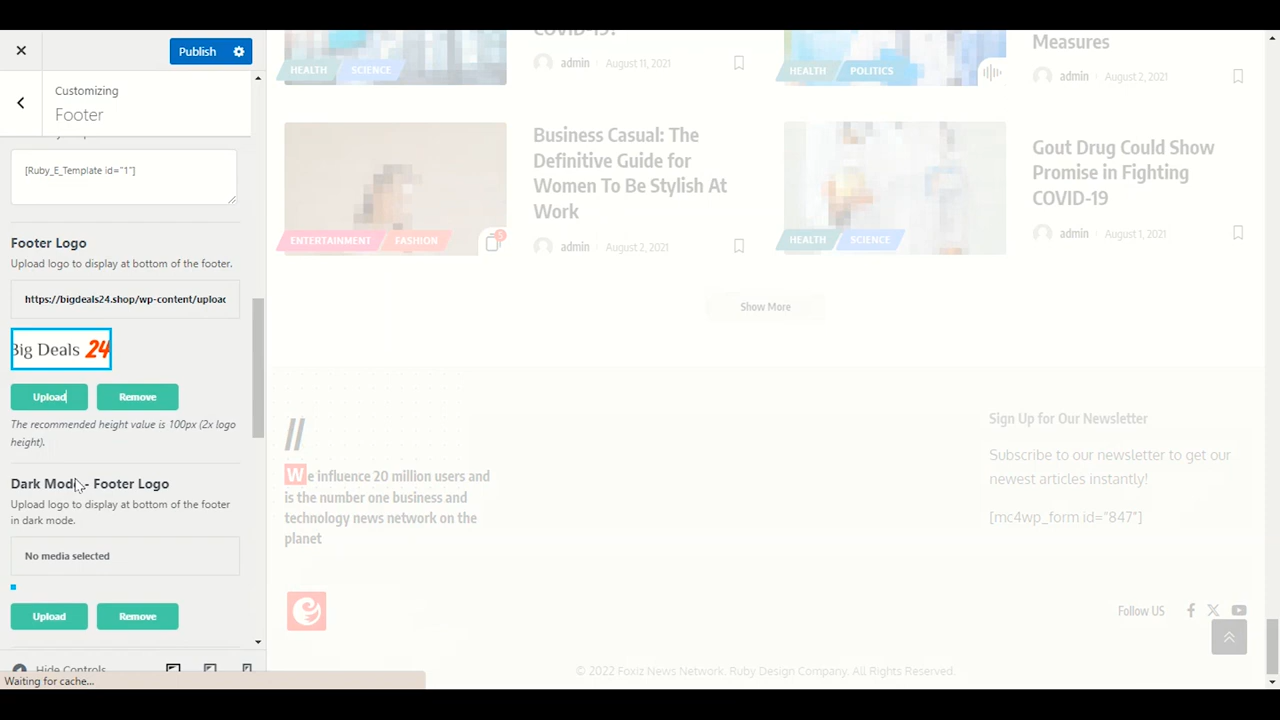 Publish
Customizing
Footer
[Ruby_E_Template id="1"]
Footer Logo
Upload logo to display at bottom of the footer.
https://bigdeals24.shop/wp-content/upload
Big Deals 24
Upload
Remove
The recommended height value is 100px (2x logo
height).
Dark Mode - Footer Logo
Upload logo to display at bottom of the footer
in dark mode.
No media selected
Upload
Remove
Hide Controls
Waiting for cache...
COVID-19?
HEALTH
SCIENCE
admin
August 11, 2021
Measures
HEALTH
POLITICS
admin
August 2, 2021
Business Casual: The
Definitive Guide for
Women To Be Stylish At
Work
ENTERTAINMENT
FASHION
5
admin
August 2, 2021
Gout Drug Could Show
Promise in Fighting
COVID-19
HEALTH
SCIENCE
admin
August 1, 2021
Show More
//
We influence 20 million users and
is the number one business and
technology news network on the
planet
Sign Up for Our Newsletter
Subscribe to our newsletter to get our
newest articles instantly!
[mc4wp_form id="847"]
Follow US
© 2022 Foxiz News Network. Ruby Design Company. All Rights Reserved.